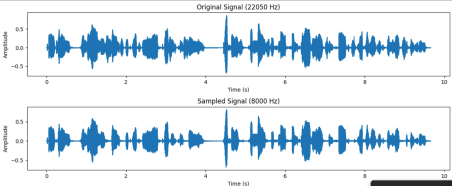 Original Signal (22050 Hz)
Amplitude
0.5
0.0
−0.5
0 2 4 6 8 10
Time (s)
Sampled Signal (8000 Hz)
Amplitude
0.5
0.0
−0.5
0 2 4 6 8 10
Time (s)